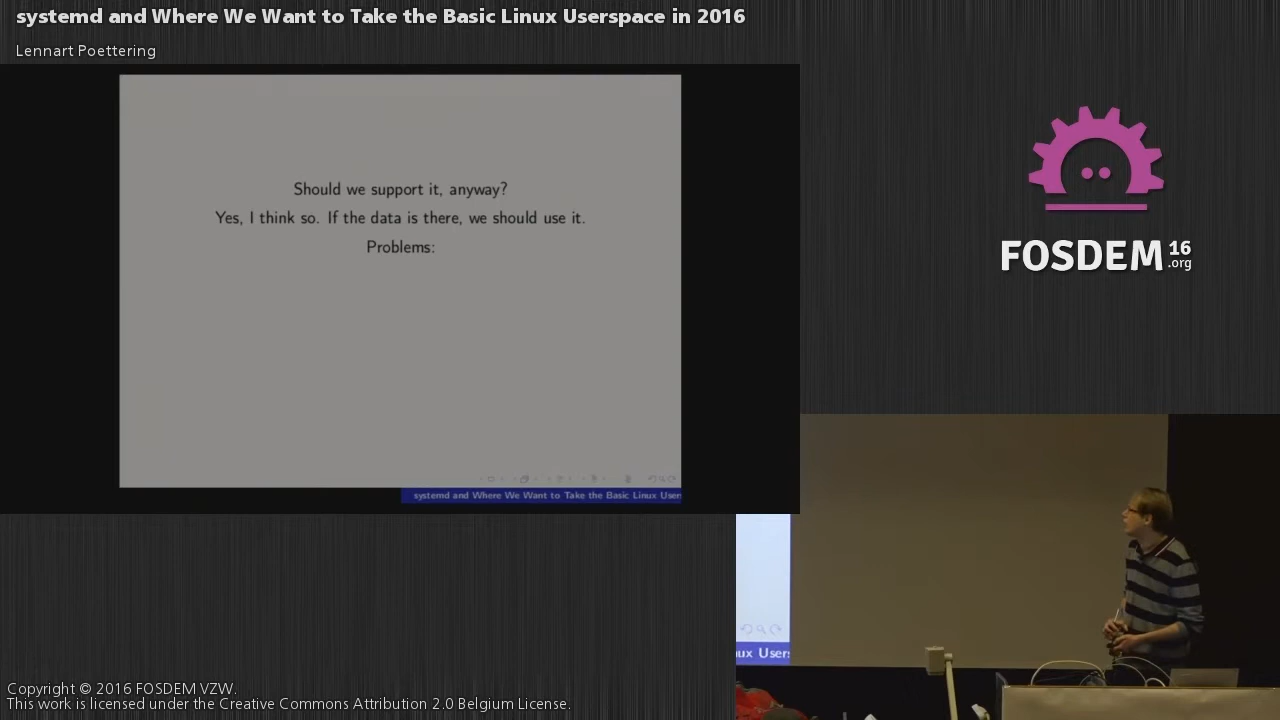 systemd and Where We Want to Take the Basic Linux Userspace in 2016
Lennart Poettering
Should we support it, anyway?
Yes, I think so. If the data is there, we should use it.
Problems:
systemd and Where We Want to Take the Basic Linux User
FOSDEM 16
.org
nux Users
Copyright © 2016 FOSDEM VZW.
This work is licensed under the Creative Commons Attribution 2.0 Belgium License.